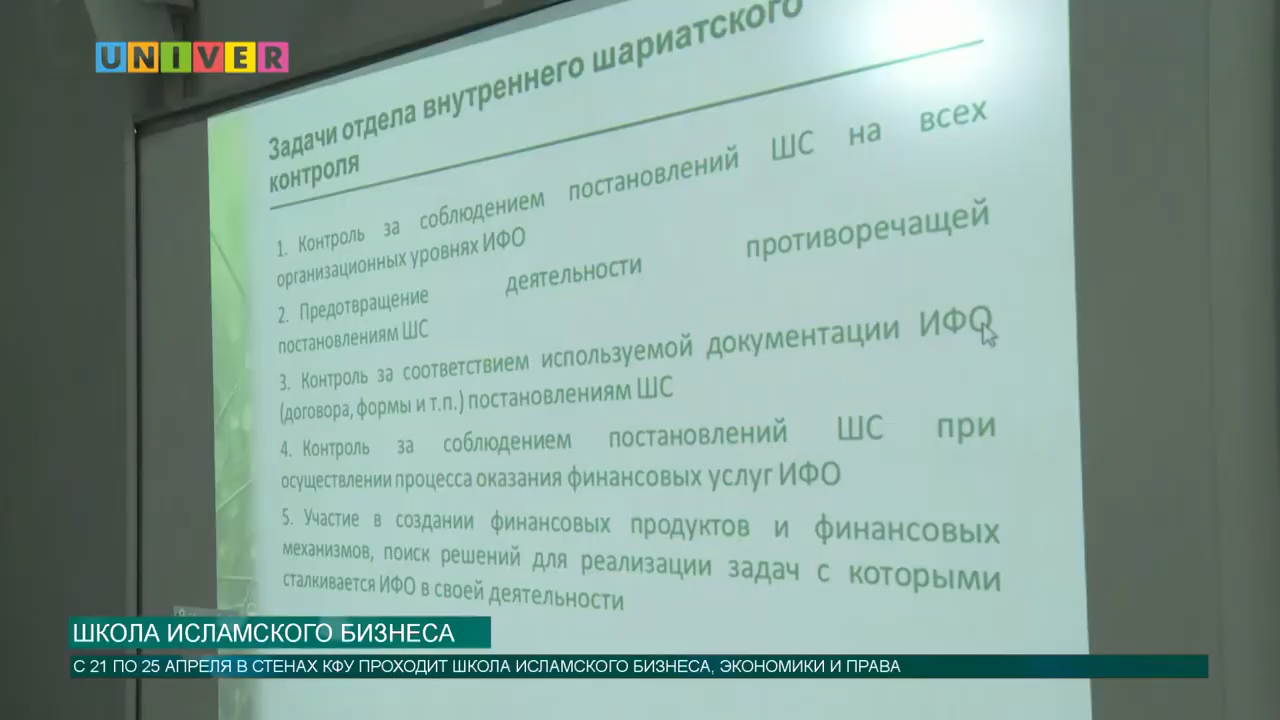 UNIVER
Задачи отдела внутреннего шариатского
контроля
1. Контроль за соблюдением постановлений ШС на всех
организационных уровнях ИФО
2. Предотвращение деятельности противоречащей
постановлениям ШС
3. Контроль за соответствием используемой документации ИФО
(договора, формы и т.п.) постановлениям ШС
4. Контроль за соблюдением постановлений ШС при
осуществлении процесса оказания финансовых услуг ИФО
5. Участие в создании финансовых продуктов и финансовых
механизмов, поиск решений для реализации задач с которыми
сталкивается ИФО в своей деятельности
ШКОЛА ИСЛАМСКОГО БИЗНЕСА
С 21 ПО 25 АПРЕЛЯ В СТЕНАХ КФУ ПРОХОДИТ ШКОЛА ИСЛАМСКОГО БИЗНЕСА, ЭКОНОМИКИ И ПРАВА